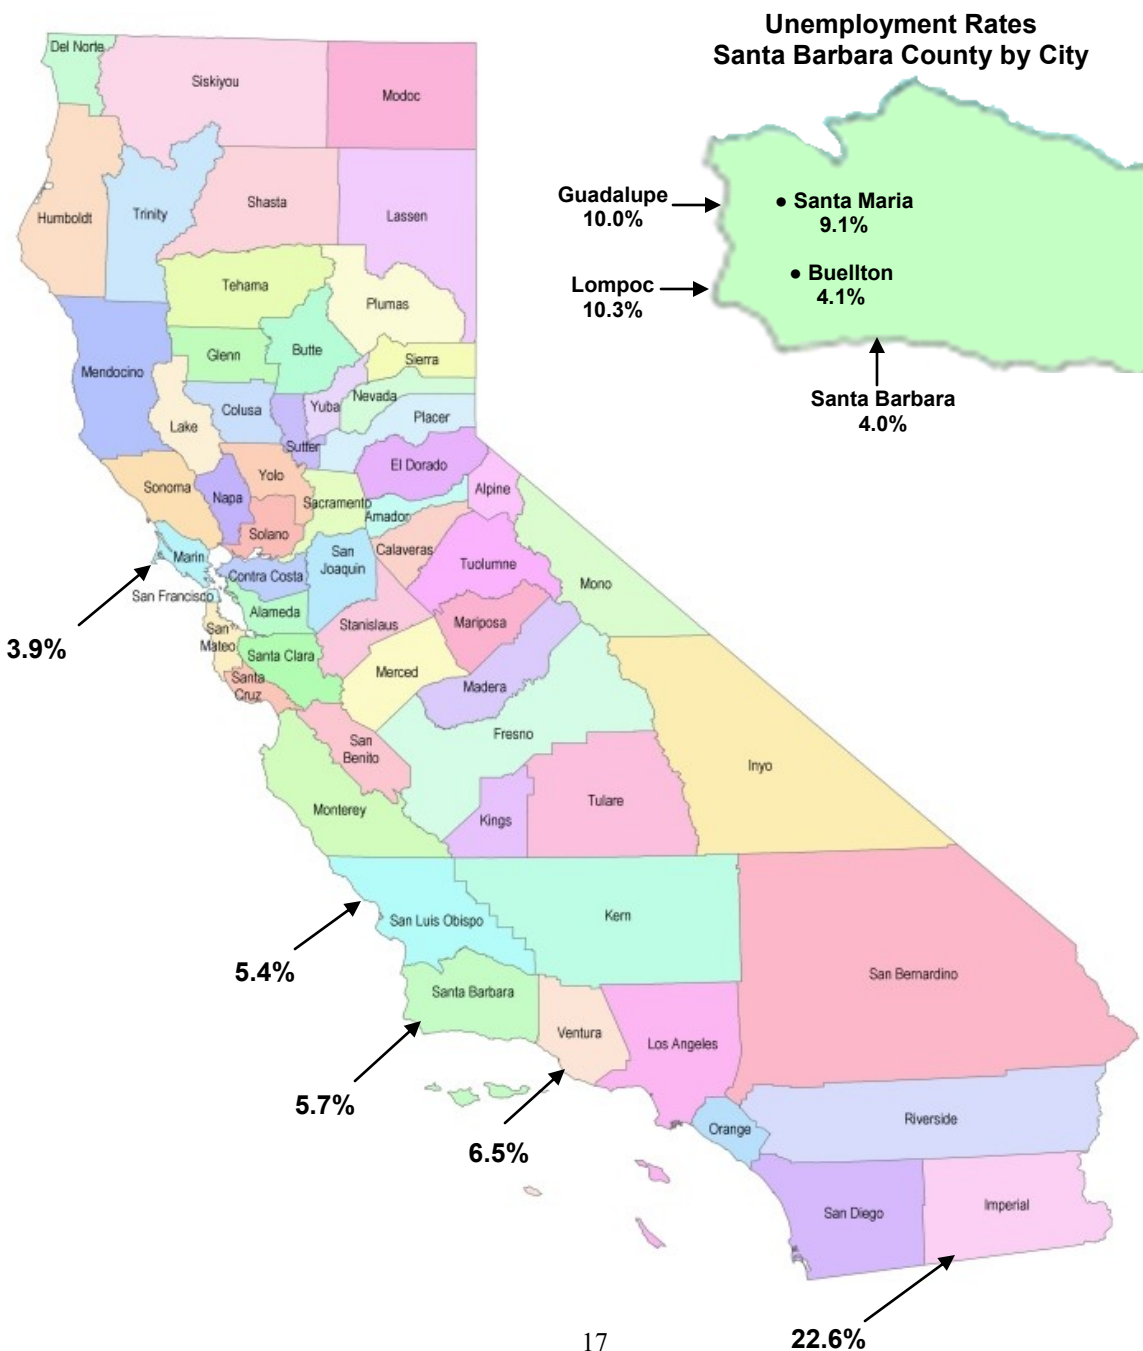 Unemployment Rates
Santa Barbara County by City
Del Norte
Siskiyou
Modoc
Humboldt
Trinity
Shasta
Lassen
Guadalupe
10.0%
Santa Maria
9.1%
Lompoc
10.3%
Buellton
4.1%
Santa Barbara
4.0%
Tehama
Plumas
Mendocino
Glenn
Butte
Sierra
Lake
Colusa
Sutter
Yuba
Nevada
Placer
Sonoma
Napa
Yolo
Solano
Sacramento
El Dorado
Alpine
Amador
Marin
Contra Costa
San
Joaquin
Calaveras
Tuolumne
Mono
San Francisco
Alameda
Stanislaus
Mariposa
3.9%
San
Mateo
Santa Clara
Santa
Cruz
Merced
Madera
San
Benito
Fresno
Inyo
Monterey
Kings
Tulare
San Luis Obispo
Kern
5.4%
San Bernardino
Santa Barbara
Ventura
Los Angeles
5.7%
6.5%
Orange
Riverside
San Diego
Imperial
22.6%
17